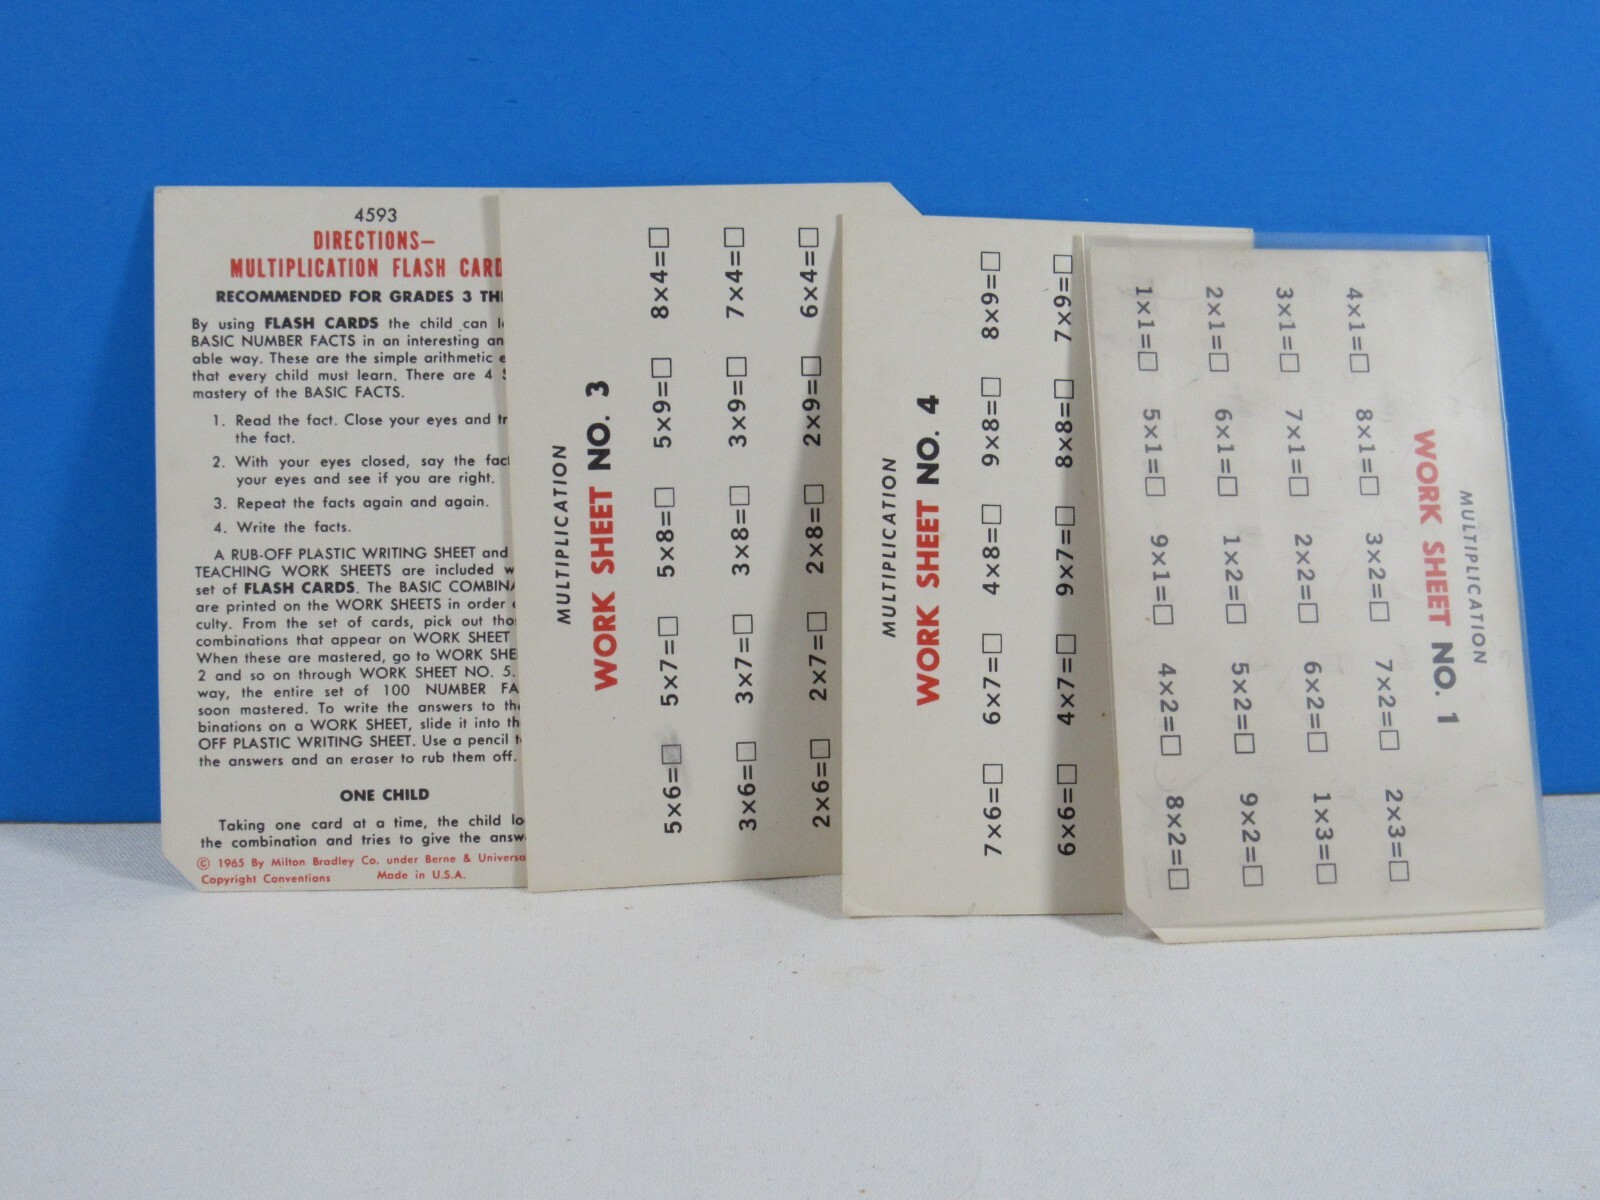 4593
DIRECTIONS—
MULTIPLICATION FLASH CARD
RECOMMENDED FOR GRADES 3 TH
By using FLASH CARDS the child can l
BASIC NUMBER FACTS in an interesting an
able way. These are the simple arithmetic
that every child must learn. There are 4
mastery of the BASIC FACTS.
1. Read the fact. Close your eyes and tr
the fact.
2. With your eyes closed, say the fac
your eyes and see if you are right.
3. Repeat the facts again and again.
4. Write the facts.
A RUB-OFF PLASTIC WRITING SHEET and
TEACHING WORK SHEETS are included w
set of FLASH CARDS. The BASIC COMBINA
are printed on the WORK SHEETS in order
culty. From the set of cards, pick out tho
combinations that appear on WORK SHEET
When these are mastered, go to WORK SHE
2 and so on through WORK SHEET NO. 5.
way, the entire set of 100 NUMBER FA
soon mastered. To write the answers to th
binations on a WORK SHEET, slide it into th
OFF PLASTIC WRITING SHEET. Use a pencil t
the answers and an eraser to rub them off.
ONE CHILD
Taking one card at a time, the child lo
the combination and tries to give the answ
© 1965 By Milton Bradley Co. under Berne & Universa
Copyright Conventions Made in U.S.A.
MULTIPLICATION
WORK SHEET NO. 3
5×6=□ 5×7=□ 5×8=□ 5×9=□ 8×4=□
3×6=□ 3×7=□ 3×8=□ 3×9=□ 7×4=□
2×6=□ 2×7=□ 2×8=□ 2×9=□ 6×4=□
MULTIPLICATION
WORK SHEET NO. 4
7×6=□ 6×7=□ 4×8=□ 9×8=□ 8×9=□
6×6=□ 4×7=□ 9×7=□ 8×8=□ 7×9=□
MULTIPLICATION
WORK SHEET NO. 1
4×1=□ 8×1=□ 3×2=□ 7×2=□ 2×3=□
3×1=□ 7×1=□ 2×2=□ 6×2=□ 1×3=□
2×1=□ 6×1=□ 1×2=□ 5×2=□ 9×2=□
1×1=□ 5×1=□ 9×1=□ 4×2=□ 8×2=□